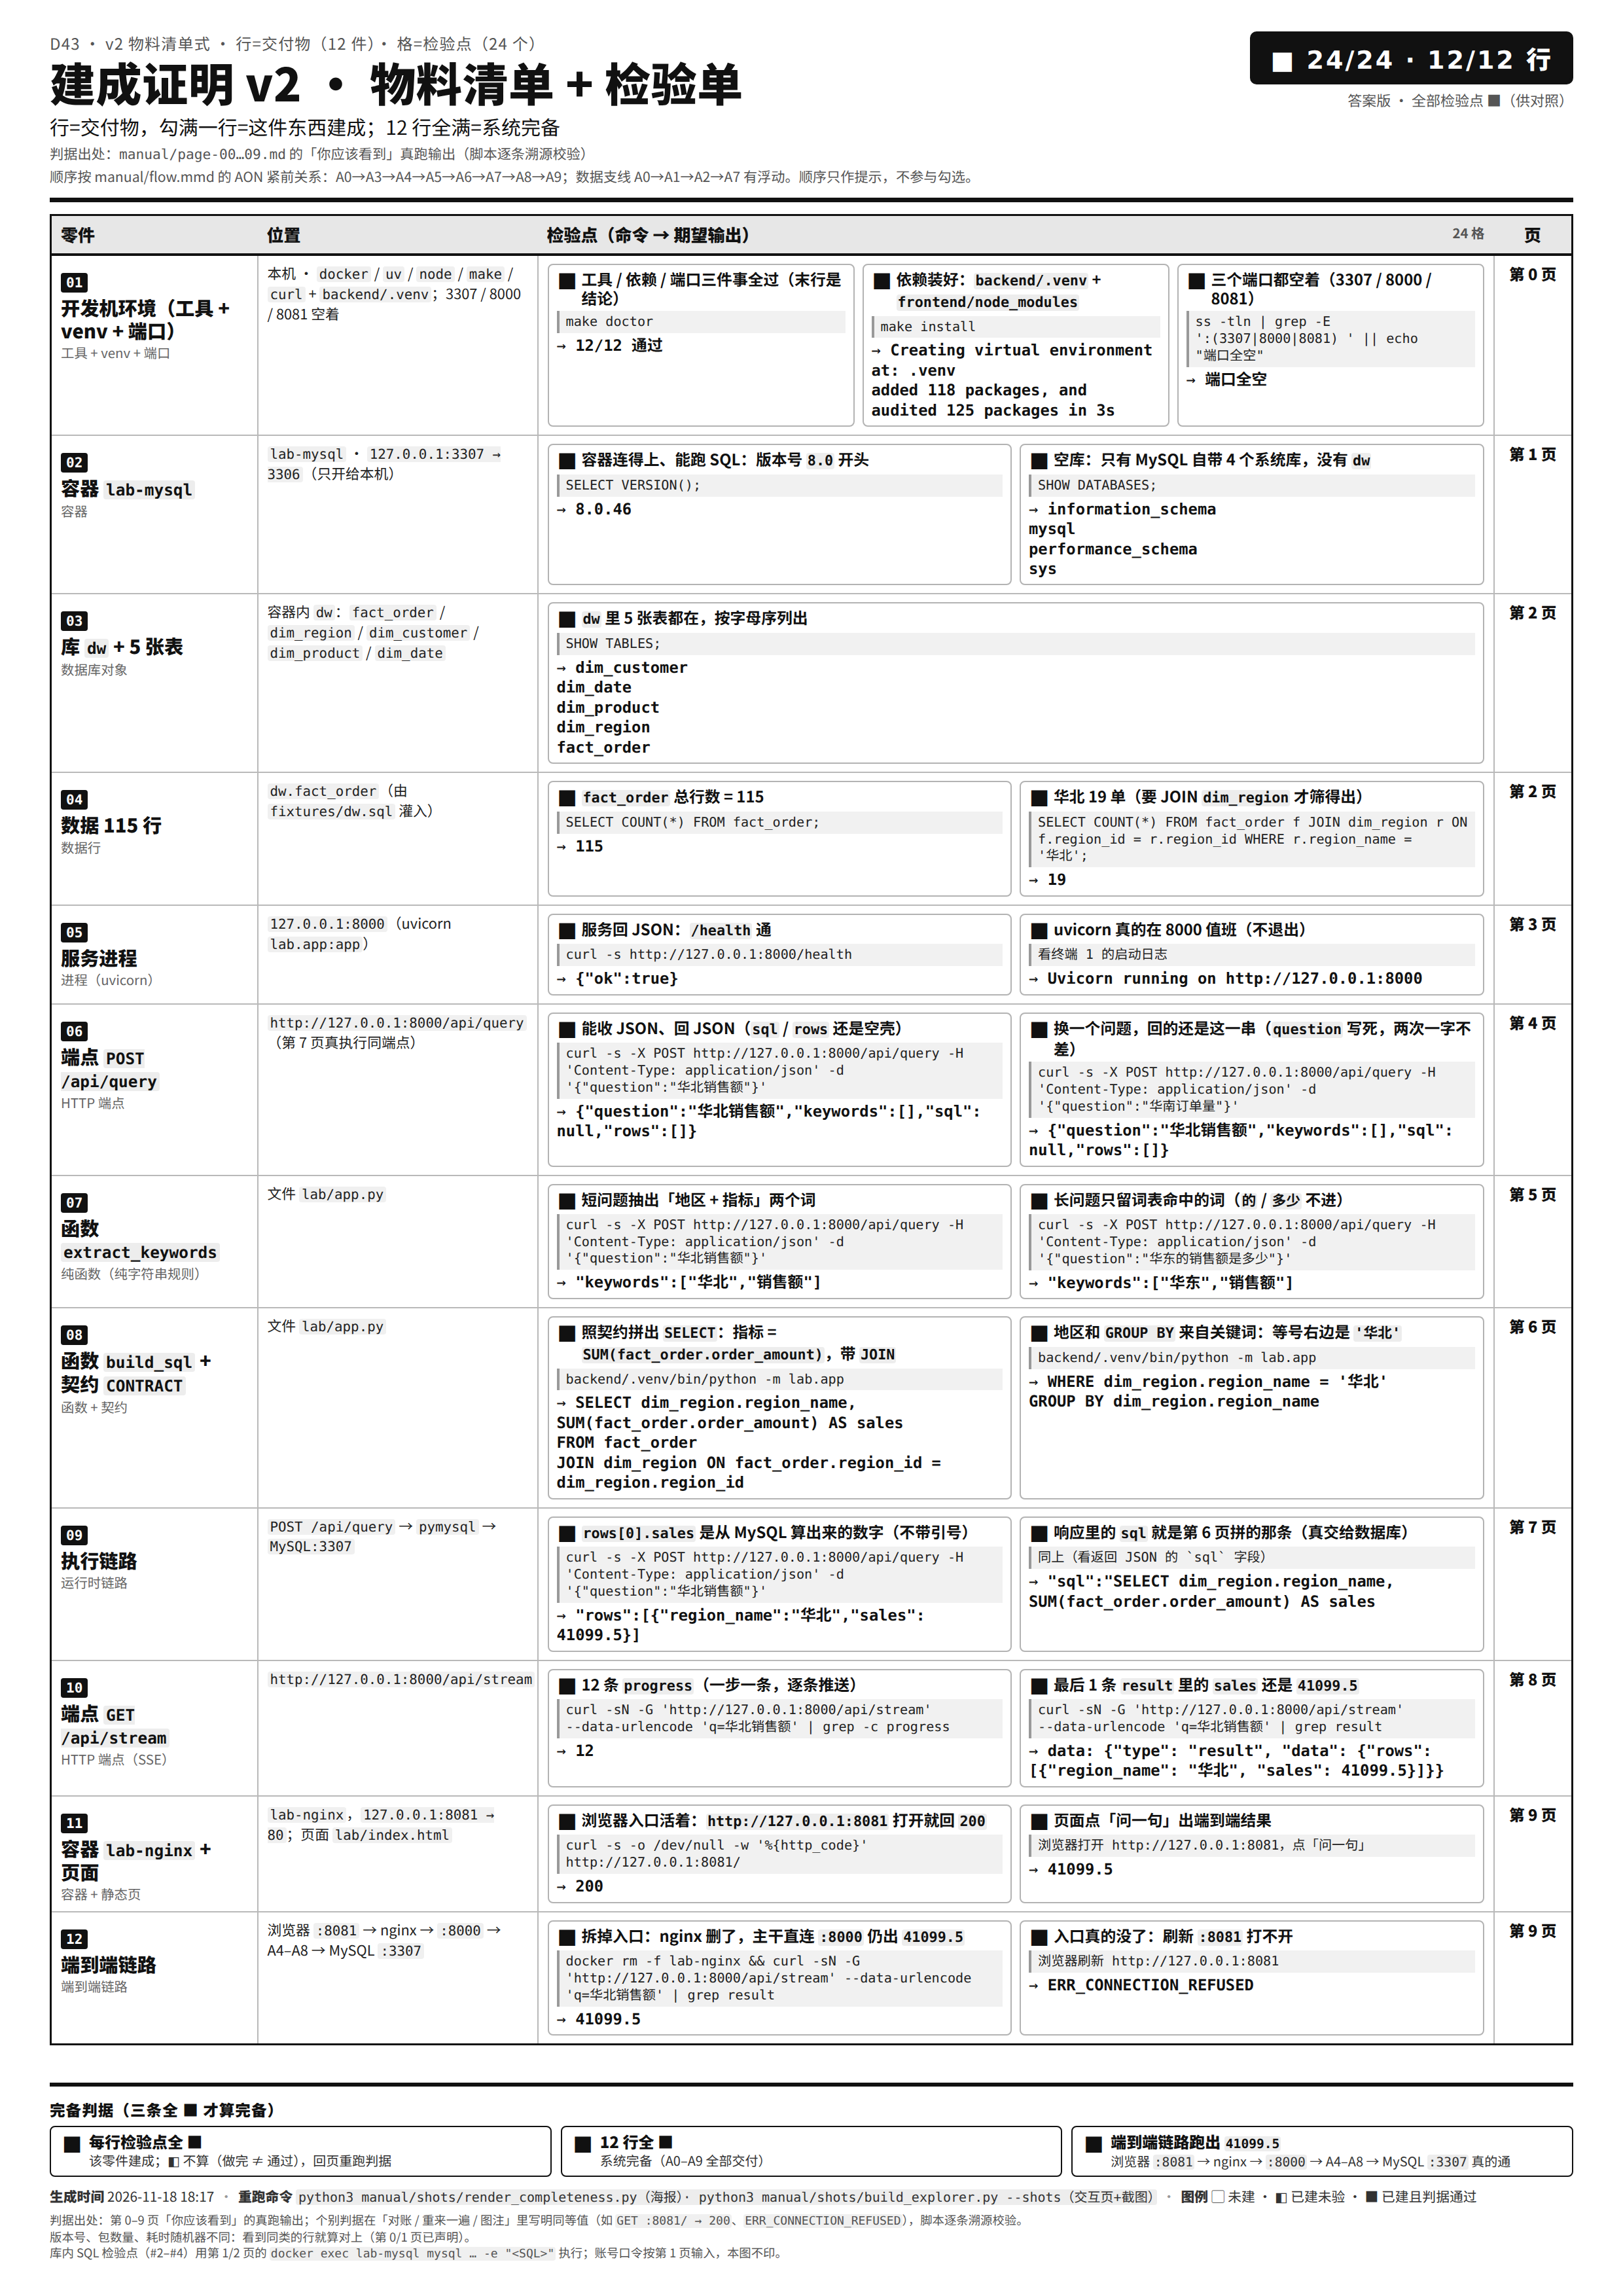 D43 · v2 物料清单式 · 行=交付物（12 件）· 格=检验点（24 个）
建成证明 v2 · 物料清单 + 检验单
行=交付物，勾满一行=这件东西建成；12 行全满=系统完备
判据出处：manual/page-00…09.md 的「你应该看到」真跑输出（脚本逐条溯源校验）
顺序按 manual/flow.mmd 的 AON 紧前关系：A0→A3→A4→A5→A6→A7→A8→A9；数据支线 A0→A1→A2→A7 有浮动。顺序只作提示，不参与勾选。
■ 24/24 · 12/12 行
答案版 · 全部检验点 ■（供对照）
零件 位置 检验点（命令 → 期望输出） 24 格 页
01
开发机环境（工具 +
venv + 端口）
工具 + venv + 端口
本机 · docker / uv / node / make /
curl + backend/.venv；3307 / 8000
/ 8081 空着
■ 工具 / 依赖 / 端口三件事全过（末行是
结论）
make doctor
→ 12/12 通过
■ 依赖装好：backend/.venv +
frontend/node_modules
make install
→ Creating virtual environment
at: .venv
added 118 packages, and
audited 125 packages in 3s
■ 三个端口都空着（3307 / 8000 /
8081）
ss -tln | grep -E
':(3307|8000|8081) ' || echo
"端口全空"
→ 端口全空
第 0 页
02
容器 lab-mysql
容器
lab-mysql · 127.0.0.1:3307 →
3306（只开给本机）
■ 容器连得上、能跑 SQL：版本号 8.0 开头
SELECT VERSION();
→ 8.0.46
■ 空库：只有 MySQL 自带 4 个系统库，没有 dw
SHOW DATABASES;
→ information_schema
mysql
performance_schema
sys
第 1 页
03
库 dw + 5 张表
数据库对象
容器内 dw：fact_order /
dim_region / dim_customer /
dim_product / dim_date
■ dw 里 5 张表都在，按字母序列出
SHOW TABLES;
→ dim_customer
dim_date
dim_product
dim_region
fact_order
第 2 页
04
数据 115 行
数据行
dw.fact_order（由
fixtures/dw.sql 灌入）
■ fact_order 总行数 = 115
SELECT COUNT(*) FROM fact_order;
→ 115
■ 华北 19 单（要 JOIN dim_region 才筛得出）
SELECT COUNT(*) FROM fact_order f JOIN dim_region r ON
f.region_id = r.region_id WHERE r.region_name =
'华北';
→ 19
第 2 页
05
服务进程
进程（uvicorn）
127.0.0.1:8000（uvicorn
lab.app:app）
■ 服务回 JSON：/health 通
curl -s http://127.0.0.1:8000/health
→ {"ok":true}
■ uvicorn 真的在 8000 值班（不退出）
看终端 1 的启动日志
→ Uvicorn running on http://127.0.0.1:8000
第 3 页
06
端点 POST
/api/query
HTTP 端点
http://127.0.0.1:8000/api/query
（第 7 页真执行同端点）
■ 能收 JSON、回 JSON（sql / rows 还是空壳）
curl -s -X POST http://127.0.0.1:8000/api/query -H
'Content-Type: application/json' -d
'{"question":"华北销售额"}'
→ {"question":"华北销售额","keywords":[],"sql":
null,"rows":[]}
■ 换一个问题，回的还是这一串（question 写死，两次一字不
差）
curl -s -X POST http://127.0.0.1:8000/api/query -H
'Content-Type: application/json' -d
'{"question":"华南订单量"}'
→ {"question":"华北销售额","keywords":[],"sql":
null,"rows":[]}
第 4 页
07
函数
extract_keywords
纯函数（纯字符串规则）
文件 lab/app.py
■ 短问题抽出「地区 + 指标」两个词
curl -s -X POST http://127.0.0.1:8000/api/query -H
'Content-Type: application/json' -d
'{"question":"华北销售额"}'
→ "keywords":["华北","销售额"]
■ 长问题只留词表命中的词（的 / 多少 不进）
curl -s -X POST http://127.0.0.1:8000/api/query -H
'Content-Type: application/json' -d
'{"question":"华东的销售额是多少"}'
→ "keywords":["华东","销售额"]
第 5 页
08
函数 build_sql +
契约 CONTRACT
函数 + 契约
文件 lab/app.py
■ 照契约拼出 SELECT：指标 =
SUM(fact_order.order_amount)，带 JOIN
backend/.venv/bin/python -m lab.app
→ SELECT dim_region.region_name,
SUM(fact_order.order_amount) AS sales
FROM fact_order
JOIN dim_region ON fact_order.region_id =
dim_region.region_id
■ 地区和 GROUP BY 来自关键词：等号右边是 '华北'
backend/.venv/bin/python -m lab.app
→ WHERE dim_region.region_name = '华北'
GROUP BY dim_region.region_name
第 6 页
09
执行链路
运行时链路
POST /api/query → pymysql →
MySQL:3307
■ rows[0].sales 是从 MySQL 算出来的数字（不带引号）
curl -s -X POST http://127.0.0.1:8000/api/query -H
'Content-Type: application/json' -d
'{"question":"华北销售额"}'
→ "rows":[{"region_name":"华北","sales":
41099.5}]
■ 响应里的 sql 就是第 6 页拼的那条（真交给数据库）
同上（看返回 JSON 的 `sql` 字段）
→ "sql":"SELECT dim_region.region_name,
SUM(fact_order.order_amount) AS sales
第 7 页
10
端点 GET
/api/stream
HTTP 端点（SSE）
http://127.0.0.1:8000/api/stream
■ 12 条 progress（一步一条，逐条推送）
curl -sN -G 'http://127.0.0.1:8000/api/stream'
--data-urlencode 'q=华北销售额' | grep -c progress
→ 12
■ 最后 1 条 result 里的 sales 还是 41099.5
curl -sN -G 'http://127.0.0.1:8000/api/stream'
--data-urlencode 'q=华北销售额' | grep result
→ data: {"type": "result", "data": {"rows":
[{"region_name": "华北", "sales": 41099.5}]}}
第 8 页
11
容器 lab-nginx +
页面
容器 + 静态页
lab-nginx，127.0.0.1:8081 →
80；页面 lab/index.html
■ 浏览器入口活着：http://127.0.0.1:8081 打开就回 200
curl -s -o /dev/null -w '%{http_code}'
http://127.0.0.1:8081/
→ 200
■ 页面点「问一句」出端到端结果
浏览器打开 http://127.0.0.1:8081，点「问一句」
→ 41099.5
第 9 页
12
端到端链路
端到端链路
浏览器 :8081 → nginx → :8000 →
A4–A8 → MySQL :3307
■ 拆掉入口：nginx 删了，主干直连 :8000 仍出 41099.5
docker rm -f lab-nginx && curl -sN -G
'http://127.0.0.1:8000/api/stream' --data-urlencode
'q=华北销售额' | grep result
→ 41099.5
■ 入口真的没了：刷新 :8081 打不开
浏览器刷新 http://127.0.0.1:8081
→ ERR_CONNECTION_REFUSED
第 9 页
完备判据（三条全 ■ 才算完备）
■ 每行检验点全 ■
该零件建成；◧ 不算（做完 ≠ 通过），回页重跑判据
■ 12 行全 ■
系统完备（A0–A9 全部交付）
■ 端到端链路跑出 41099.5
浏览器 :8081 → nginx → :8000 → A4–A8 → MySQL :3307 真的通
生成时间 2026-11-18 18:17 · 重跑命令 python3 manual/shots/render_completeness.py（海报）· python3 manual/shots/build_explorer.py --shots（交互页+截图） · 图例 □ 未建 · ◧ 已建未验 · ■ 已建且判据通过
判据出处：第 0–9 页「你应该看到」的真跑输出；个别判据在「对账 / 重来一遍 / 图注」里写明同等值（如 GET :8081/ → 200、ERR_CONNECTION_REFUSED），脚本逐条溯源校验。
版本号、包数量、耗时随机器不同：看到同类的行就算对上（第 0/1 页已声明）。
库内 SQL 检验点（#2–#4）用第 1/2 页的 docker exec lab-mysql mysql … -e "<SQL>" 执行；账号口令按第 1 页输入，本图不印。